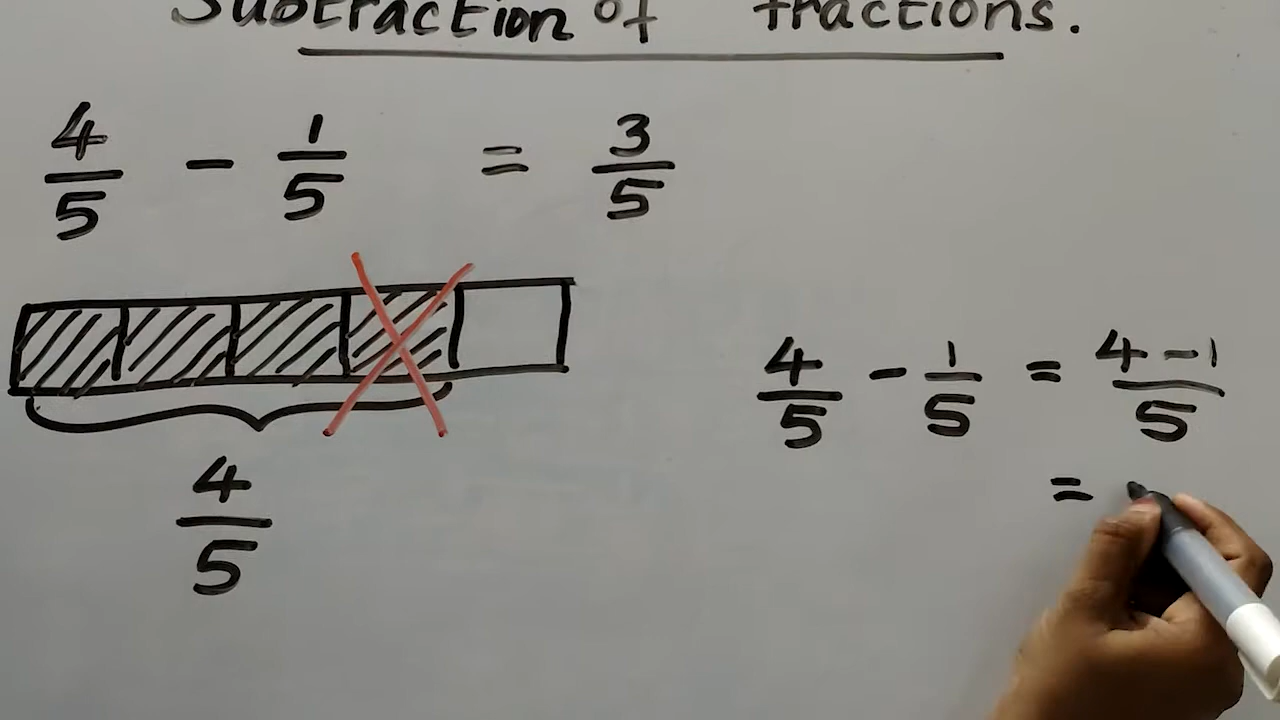 Subtraction of fractions.
4/5 - 1/5 = 3/5
4/5
4/5 - 1/5 = 4-1/5
=